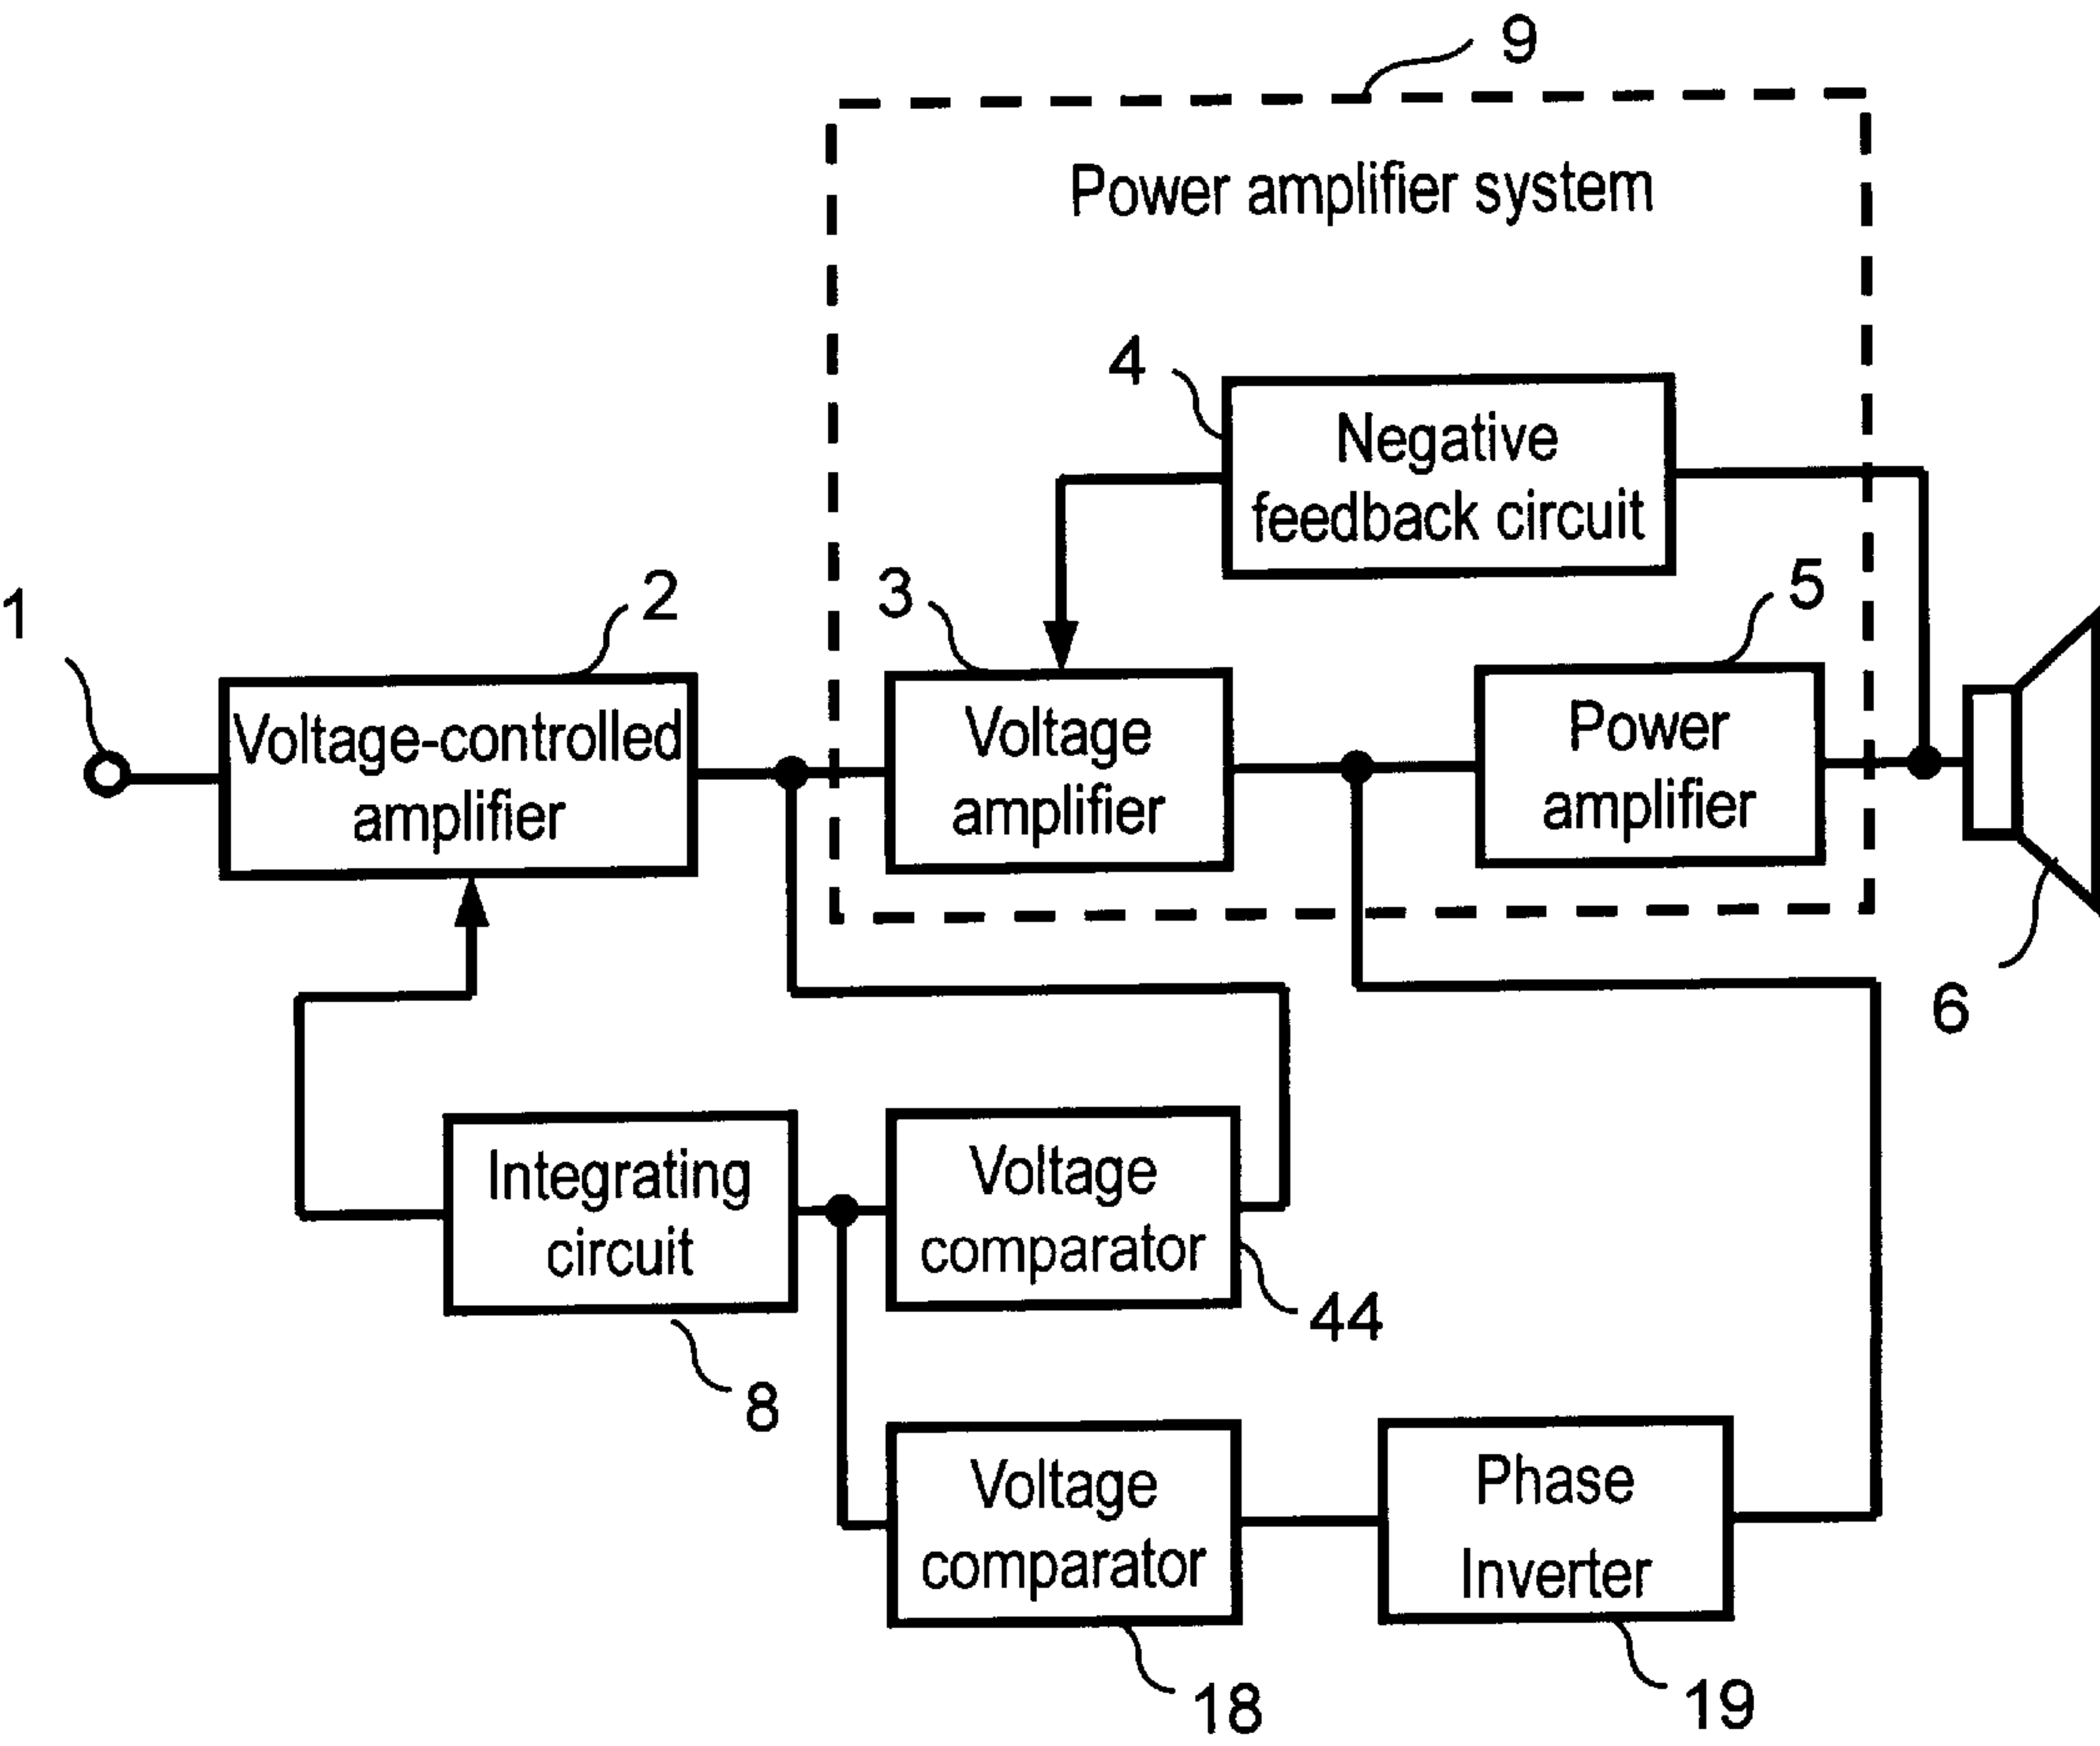 9
Power amplifier system
4
Negative
feedback circuit
1
2
3
5
Voltage-controlled
amplifier
Voltage
amplifier
Power
amplifier
6
Integrating
circuit
Voltage
comparator
44
8
Voltage
comparator
Phase
Inverter
18
19